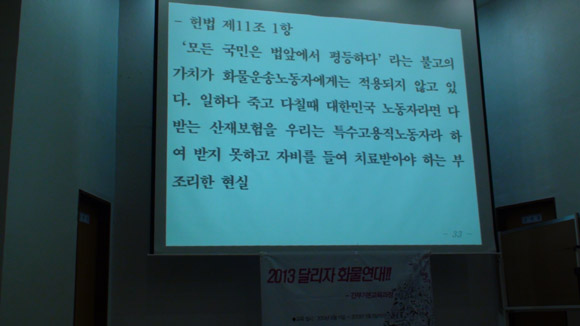 - 헌법 제11조 1항
'모든 국민은 법앞에서 평등하다' 라는 불고의
가치가 화물운송노동자에게는 적용되지 않고 있
다. 일하다 죽고 다칠때 대한민국 노동자라면 다
받는 산재보험을 우리는 특수고용직노동자라 하
여 받지 못하고 자비를 들여 치료받아야 하는 부
조리한 현실
- 23 -
2013 달리자 화물연대!!